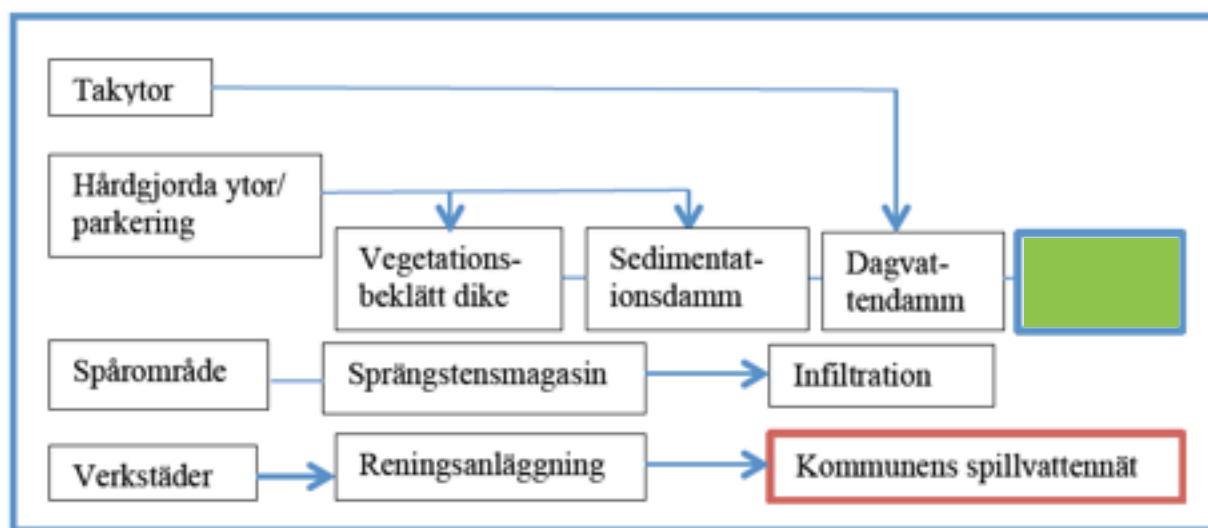 Takytor
Hårdgjorda ytor/
parkering
Vegetations-
beklätt dike
Sedimentat-
ionsdamm
Dagvat-
tendamm
Spårområde
Sprängstensmagasin
Infiltration
Verkstäder
Reningsanläggning
Kommunens spillvattennät